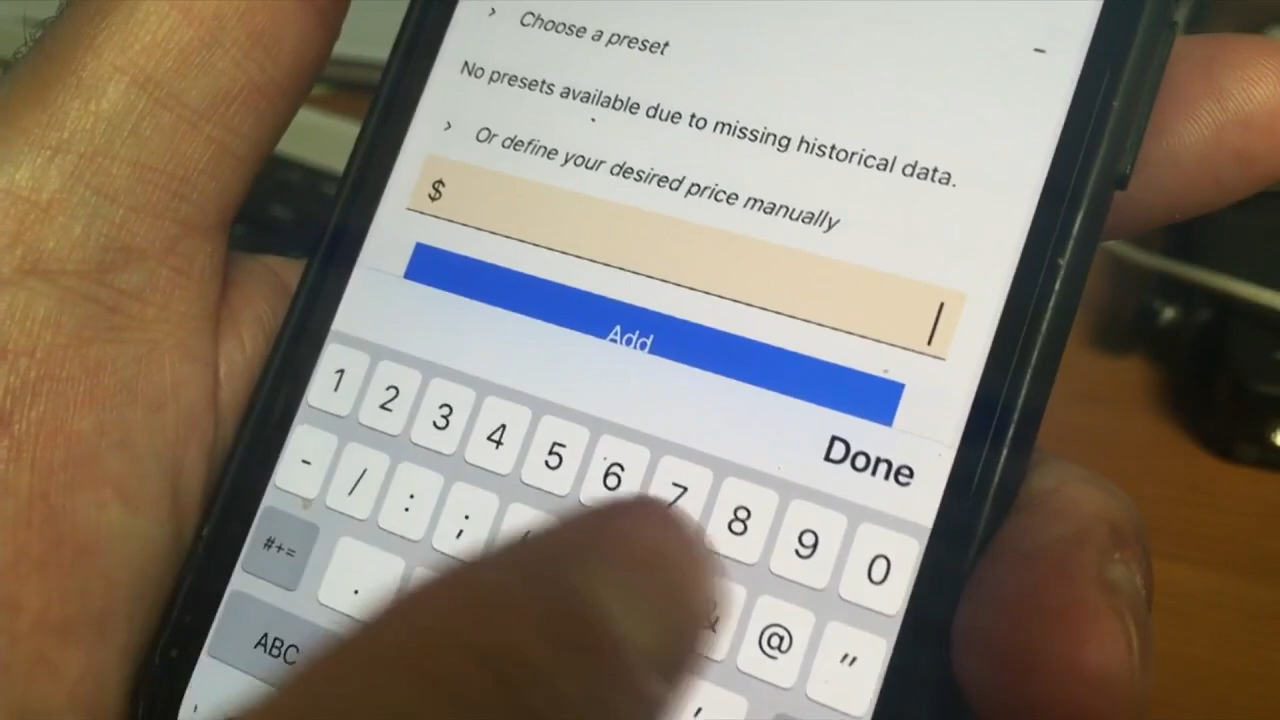 › Choose a preset
No presets available due to missing historical data.
› Or define your desired price manually
$
Add
Done
1 2 3 4 5 6 7 8 9 0
- / : ; & @ "
#+= .
ABC